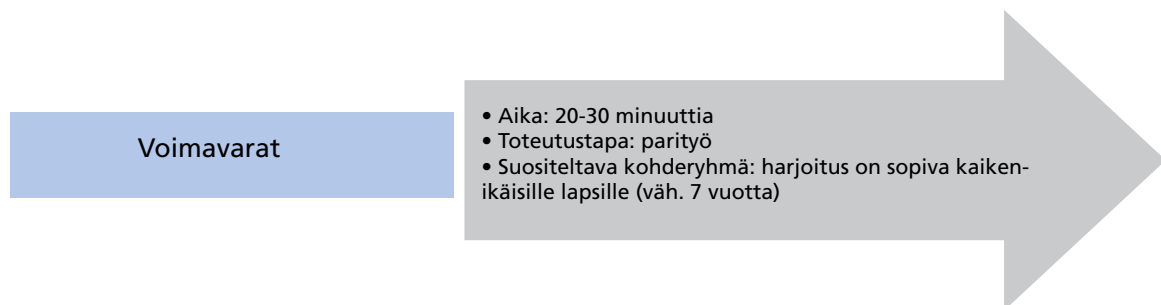 Voimavarat
• Aika: 20-30 minuuttia
• Toteutustapa: parityö
• Suositeltava kohderyhmä: harjoitus on sopiva kaiken-
ikäisille lapsille (väh. 7 vuotta)